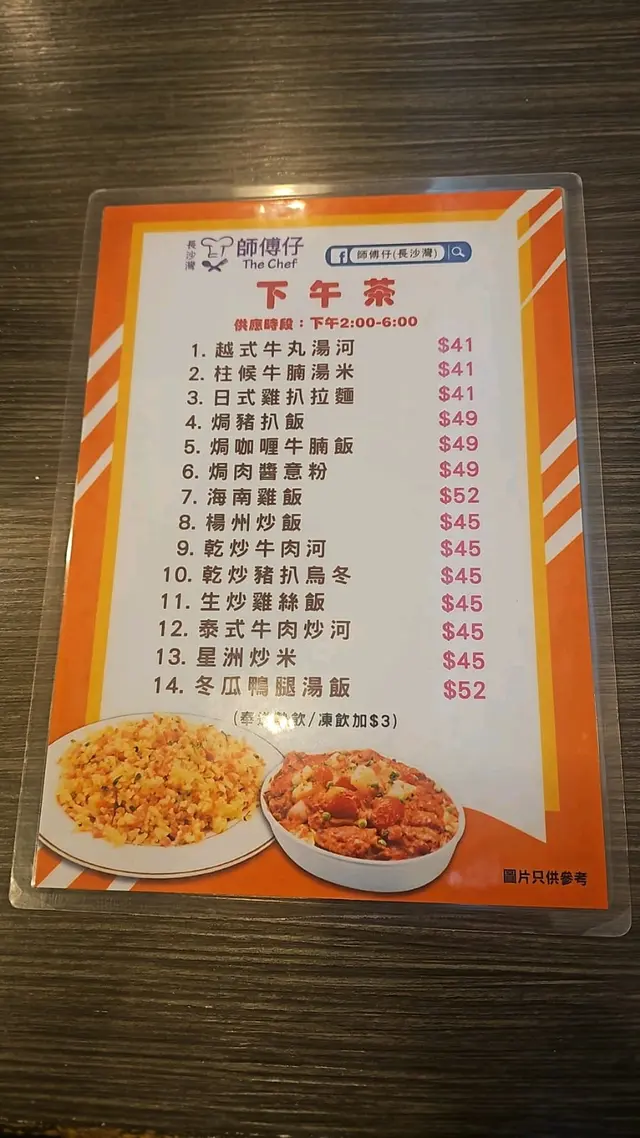 長沙灣 師傅仔
The Chef
f 師傅仔(長沙灣)
下午茶
供應時段：下午2:00-6:00
1. 越式牛丸湯河 $41
2. 柱候牛腩湯米 $41
3. 日式雞扒拉麵 $41
4. 焗豬扒飯 $49
5. 焗咖喱牛腩飯 $49
6. 焗肉醬意粉 $49
7. 海南雞飯 $52
8. 楊州炒飯 $45
9. 乾炒牛肉河 $45
10. 乾炒豬扒烏冬 $45
11. 生炒雞絲飯 $45
12. 泰式牛肉炒河 $45
13. 星洲炒米 $45
14. 冬瓜鴨腿湯飯 $52
(奉送熱飲/凍飲加$3)
圖片只供參考